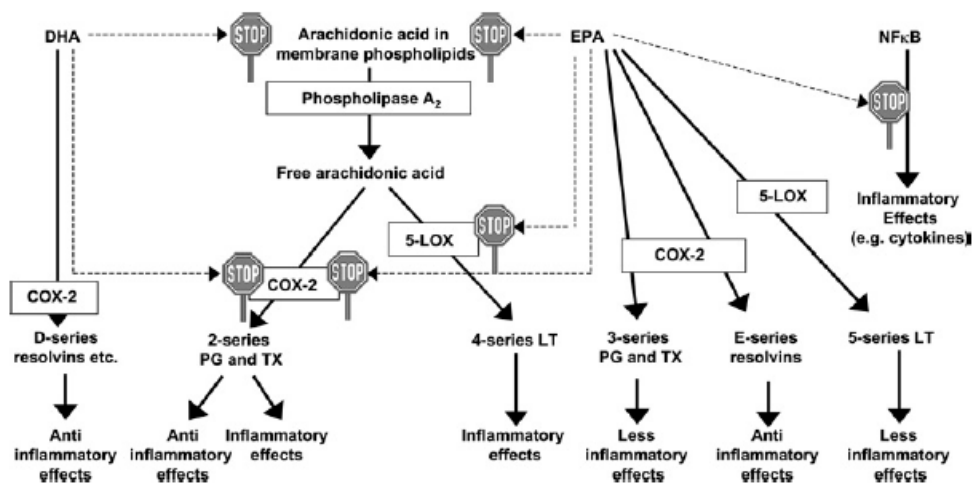 DHA
STOP
Arachidonic acid in
membrane phospholipids
STOP
EPA
NFκB
Phospholipase A2
STOP
Free arachidonic acid
5-LOX
STOP
5-LOX
Inflammatory
Effects
(e.g. cytokines)
COX-2
STOP
COX-2
STOP
COX-2
D-series
resolvins etc.
2-series
PG and TX
4-series LT
3-series
PG and TX
E-series
resolvins
5-series LT
Anti
inflammatory
effects
Anti
inflammatory
effects
Inflammatory
effects
Inflammatory
effects
Less
inflammatory
effects
Anti
inflammatory
effects
Less
inflammatory
effects